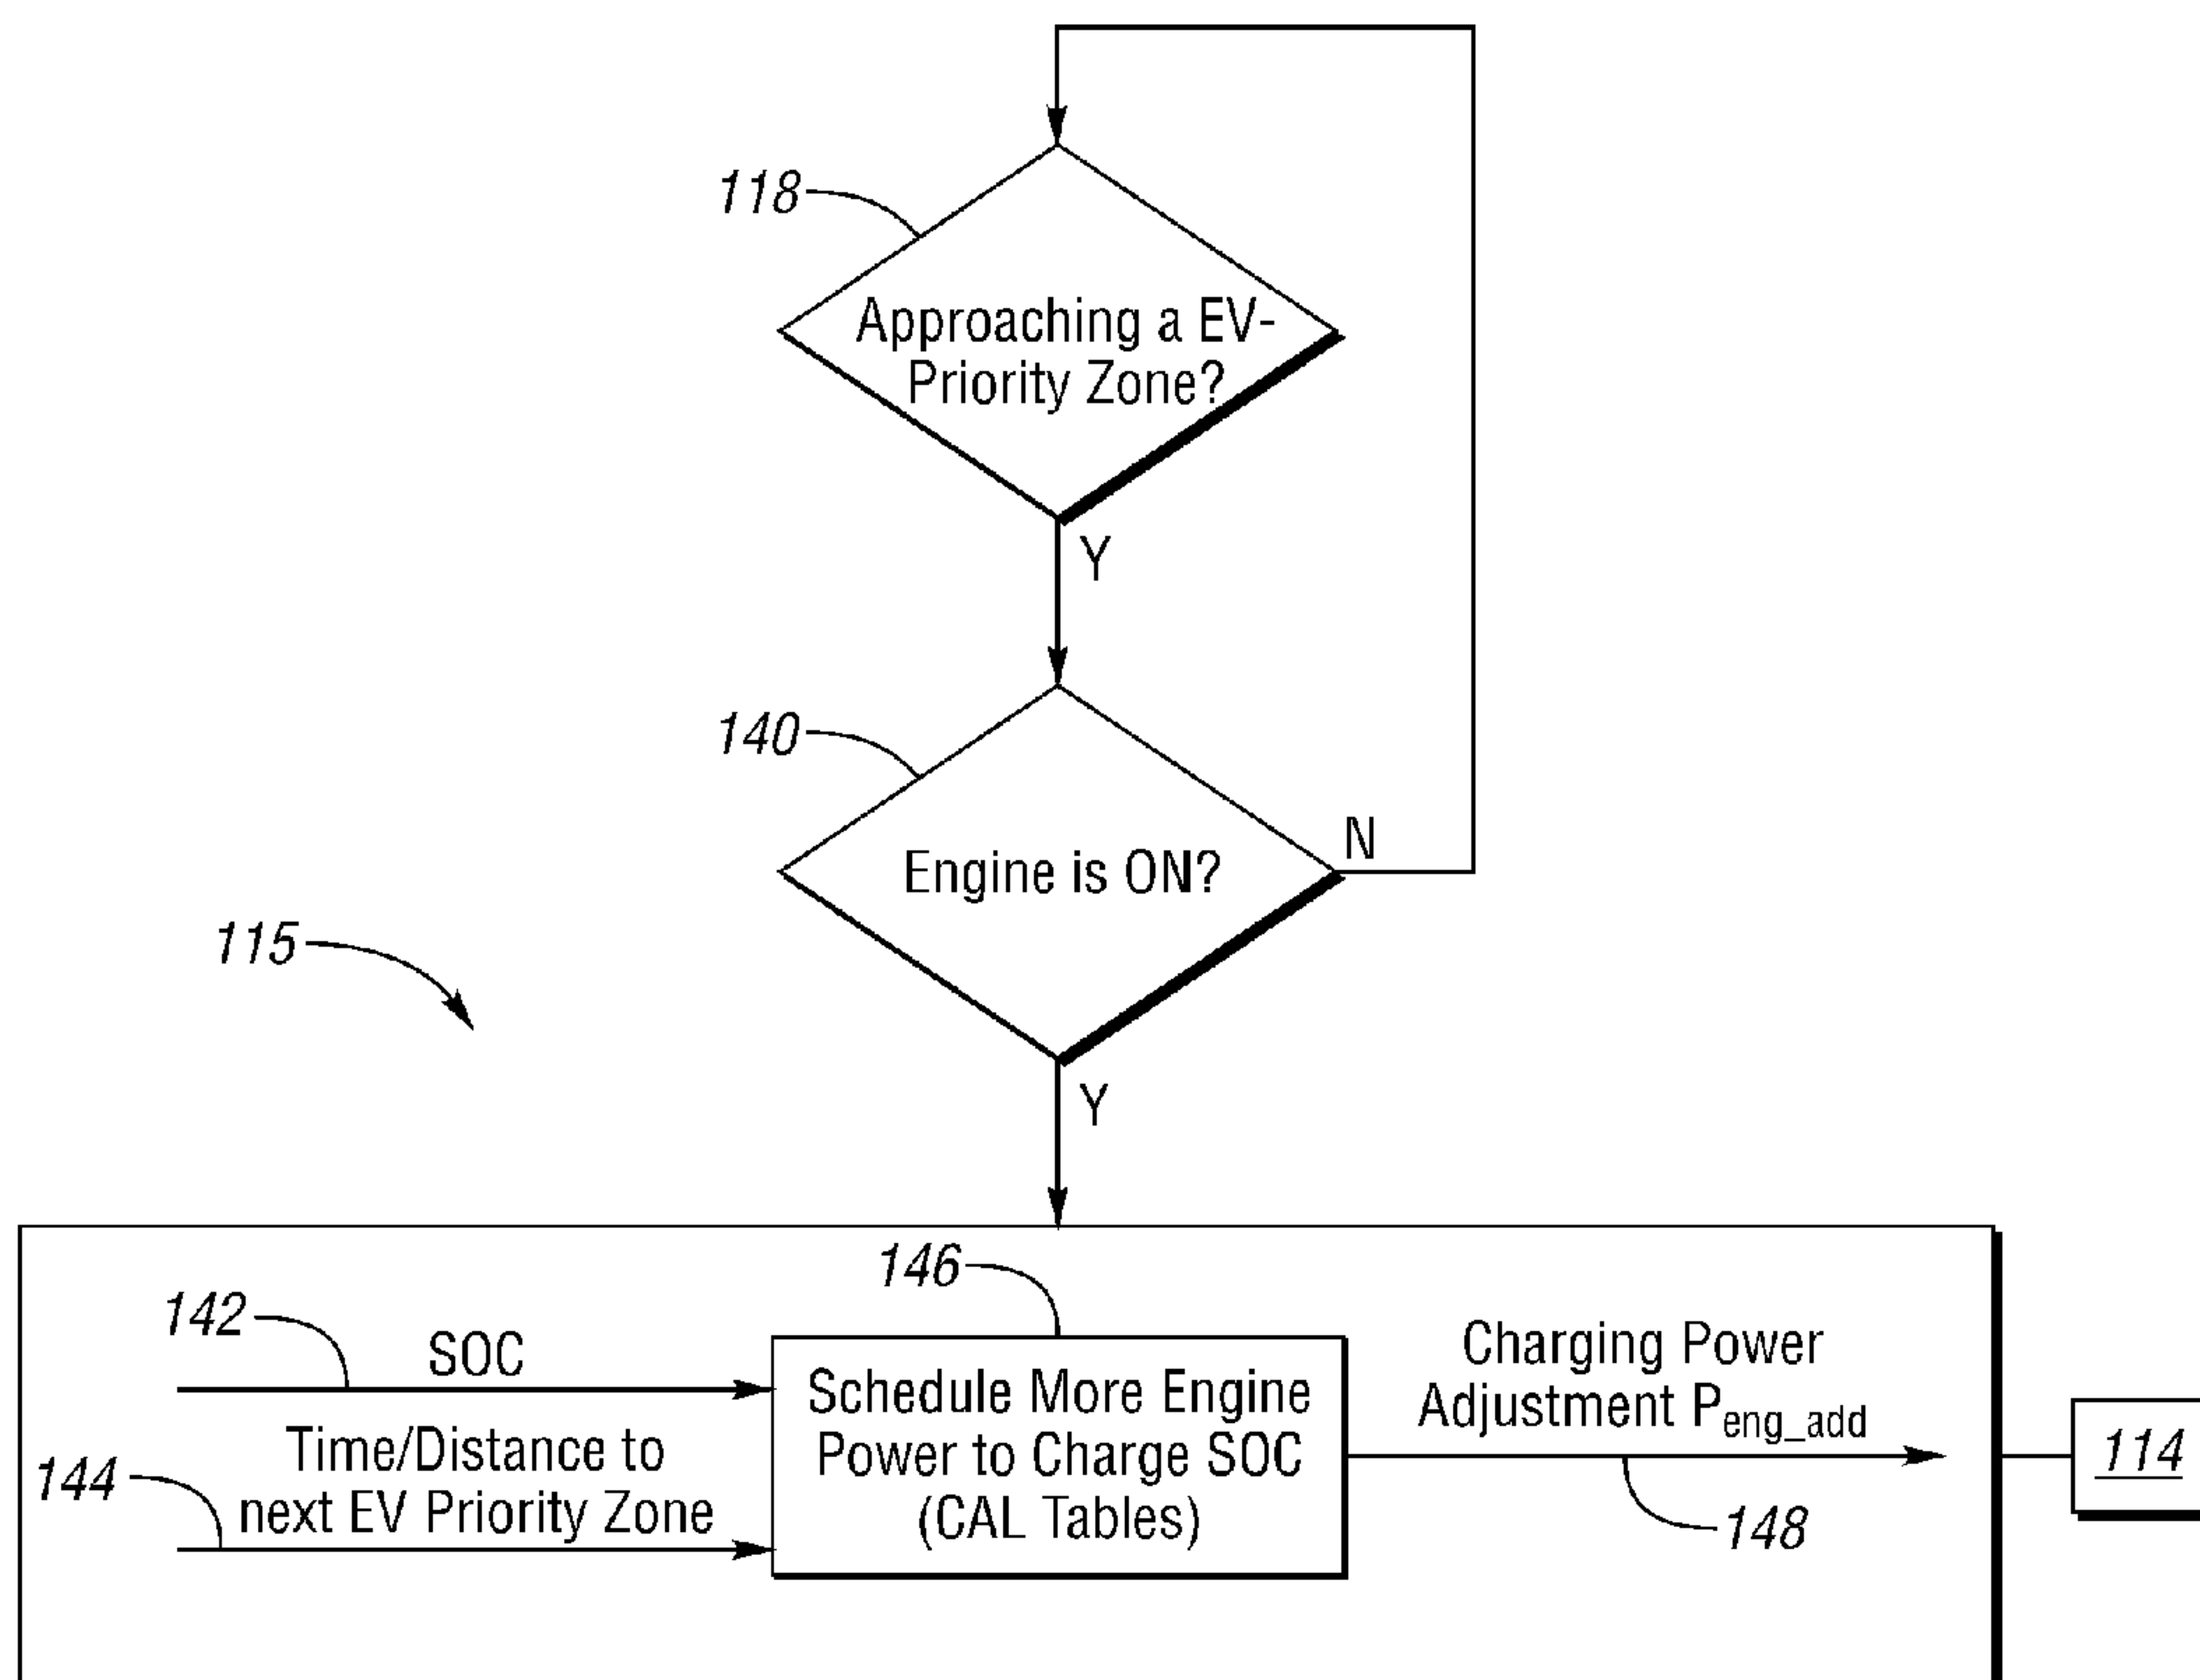 118
Approaching a EV-
Priority Zone?
Y
140
Engine is ON?
N
115
Y
146
142
SOC
Schedule More Engine
Power to Charge SOC
(CAL Tables)
Charging Power
Adjustment Peng_add
144
Time/Distance to
next EV Priority Zone
148
114